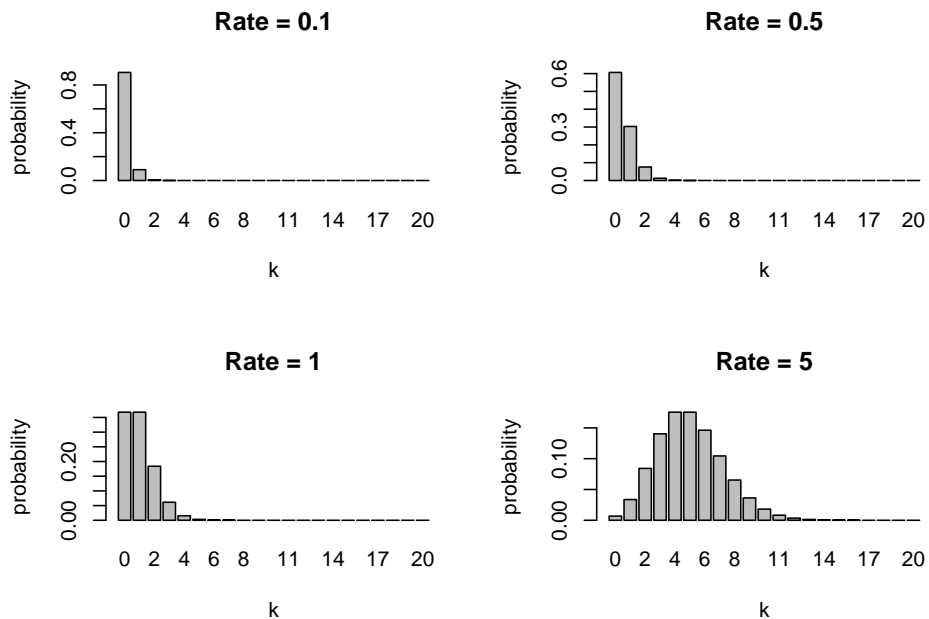 Rate = 0.1
probability
0.0 0.4 0.8
0 2 4 6 8 11 14 17 20
k
Rate = 0.5
probability
0.0 0.3 0.6
0 2 4 6 8 11 14 17 20
k
Rate = 1
probability
0.00 0.20
0 2 4 6 8 11 14 17 20
k
Rate = 5
probability
0.00 0.10
0 2 4 6 8 11 14 17 20
k